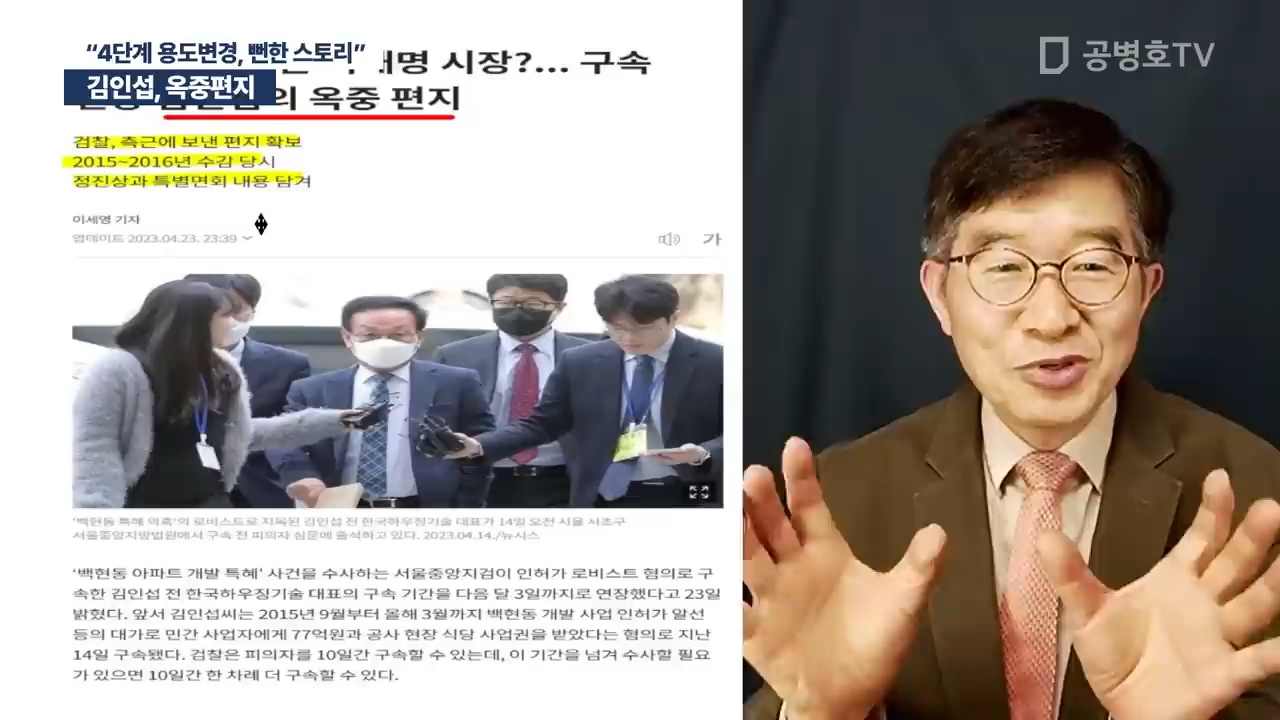 “4단계 용도변경, 뻔한 스토리”
김인섭, 옥중편지
명 시장?... 구속
의 옥중 편지
공병호TV
검찰, 측근에 보낸 편지 확보
2015~2016년 수감 당시
정진상과 특별면회 내용 담겨
이세영 기자
업데이트 2023.04.23. 23:39
가
'백현동 특혜 의혹'의 로비스트로 지목된 김인섭 전 한국하우징기술 대표가 14일 오전 서울 서초구
서울중앙지방법원에서 구속 전 피의자 심문에 출석하고 있다. 2023.04.14./뉴시스
‘백현동 아파트 개발 특혜’ 사건을 수사하는 서울중앙지검이 인허가 로비스트 혐의로 구
속한 김인섭 전 한국하우징기술 대표의 구속 기간을 다음 달 3일까지로 연장했다고 23일
밝혔다. 앞서 김인섭씨는 2015년 9월부터 올해 3월까지 백현동 개발 사업 인허가 알선
등의 대가로 민간 사업자에게 77억원과 공사 현장 식당 사업권을 받았다는 혐의로 지난
14일 구속됐다. 검찰은 피의자를 10일간 구속할 수 있는데, 이 기간을 넘겨 수사할 필요
가 있으면 10일간 한 차례 더 구속할 수 있다.